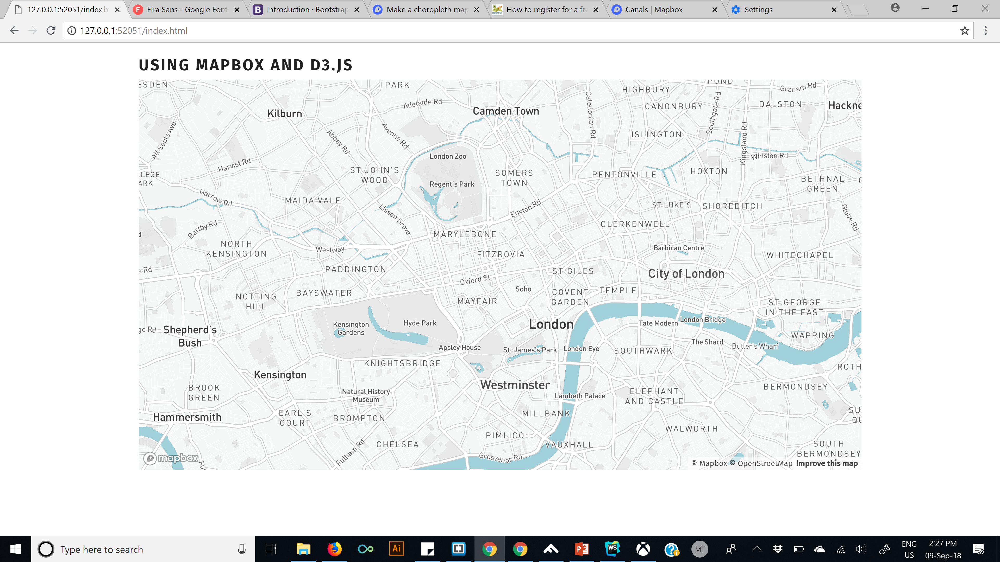 127.0.0.1:52051/index.h
Fira Sans - Google Font
Introduction · Bootstrap
Make a choropleth map
How to register for a fre
Canals | Mapbox
Settings
127.0.0.1:52051/index.html
USING MAPBOX AND D3.JS
ESDEN
PARK
HIGHBURY
POND
Graham Rd
Kilburn
Adelaide Rd
Camden Town
Caledonian Rd
CANONBURY
Southgate Rd
DALSTON
Hackne
All Souls Ave
Abbey Rd
Avenue Rd
ISLINGTON
Kingsland Rd
London Zoo
Whiston Rd
Harvist Rd
ST JOHN'S
WOOD
SOMERS
TOWN
PENTONVILLE
HOXTON
LLEGE
ARK
Regent's Park
BETHNAL
GREEN
Harrow Rd
MAIDA VALE
Lisson Grove
Euston Rd
ST LUKE'S
SHOREDITCH
Globe Rd
Barlby Rd
CLERKENWELL
d
MARYLEBONE
NORTH
KENSINGTON
Westway
FITZROVIA
Barbican Centre
WHITECHAPEL
e Rd
PADDINGTON
ST GILES
City of London
Oxford St
BAYSWATER
Soho
COVENT
GARDEN
TEMPLE
NOTTING
HILL
MAYFAIR
ST.GEORGE
IN THE EAST
Kensington
Gardens
Hyde Park
London
Tate Modern
London Bridge
ge Rd
Shepherd's
Bush
WAPPING
Apsley House
St. James's Park
London Eye
SOUTHWARK
The Shard
Butler's Wharf
KNIGHTSBRIDGE
ROTH
Kensington
Westminster
BROOK
GREEN
Natural History
Museum
Lambeth Palace
ELEPHANT
AND CASTLE
BERMONDSEY
Hammersmith
EARL'S
COURT
BROMPTON
MILLBANK
SU
QU
WALWORTH
PIMLICO
CHELSEA
VAUXHALL
SOUTH
BERMONDSEY
Fulham Rd
Grosvenor Rd
mapbox
Ful
© Mapbox © OpenStreetMap Improve this map
Type here to search
Ai
WS
MT
ENG
US
2:27 PM
09-Sep-18